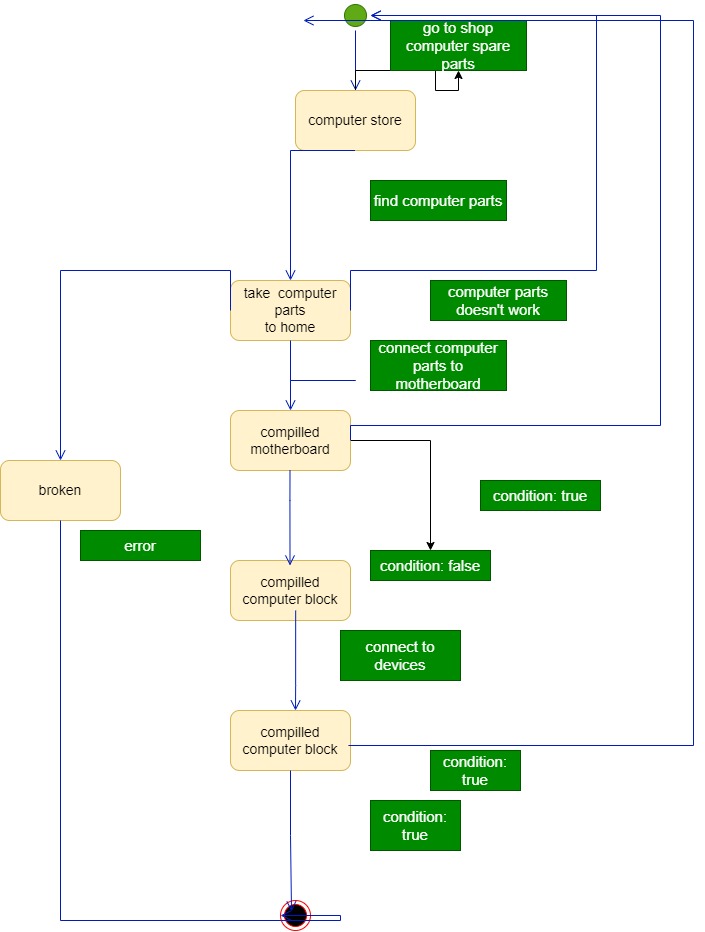 go to shop
computer spare
parts
computer store
find computer parts
take computer
parts
to home
computer parts
doesn't work
connect computer
parts to
motherboard
compilled
motherboard
broken
condition: true
error
condition: false
compilled
computer block
connect to
devices
compilled
computer block
condition:
true
condition:
true